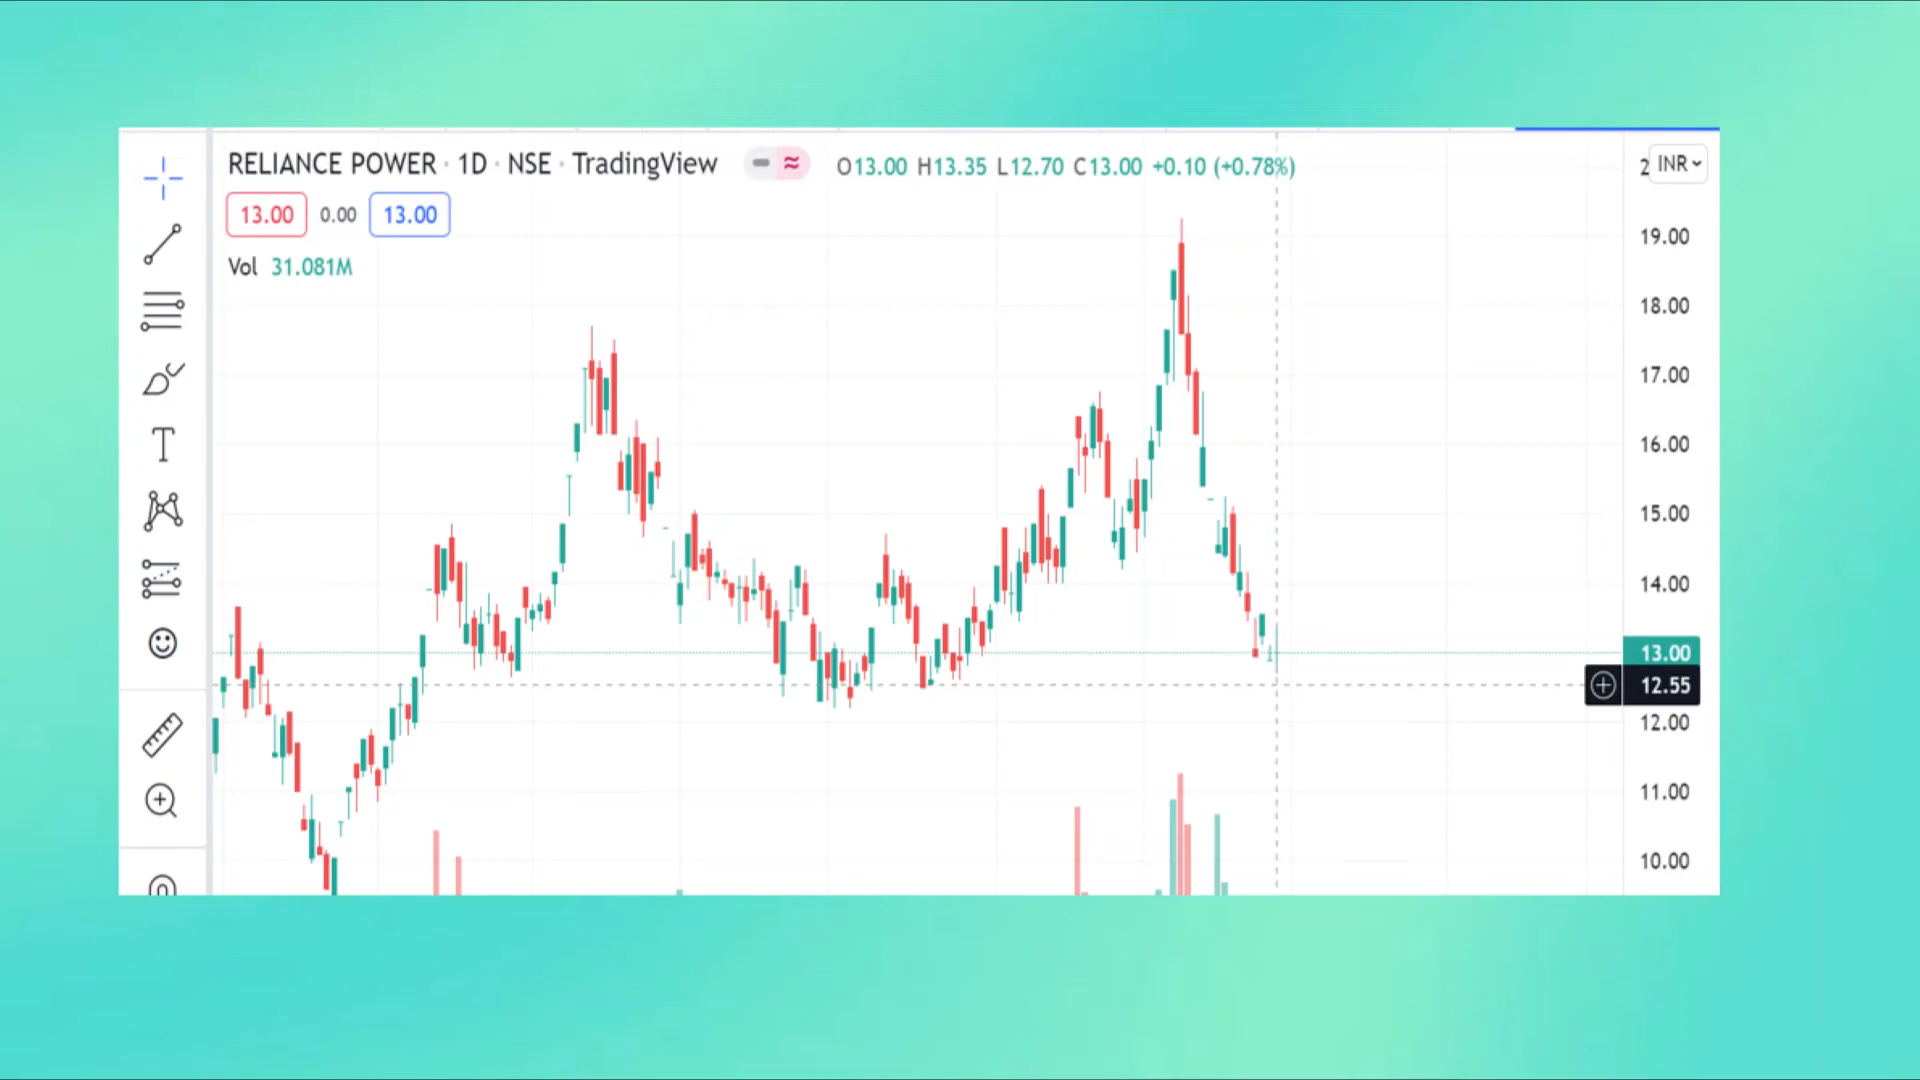 RELIANCE POWER · 1D · NSE · TradingView
O13.00 H13.35 L12.70 C13.00 +0.10 (+0.78%)
2
INR
13.00 0.00 13.00
Vol 31.081M
19.00
18.00
17.00
16.00
15.00
14.00
13.00
12.55
12.00
11.00
10.00